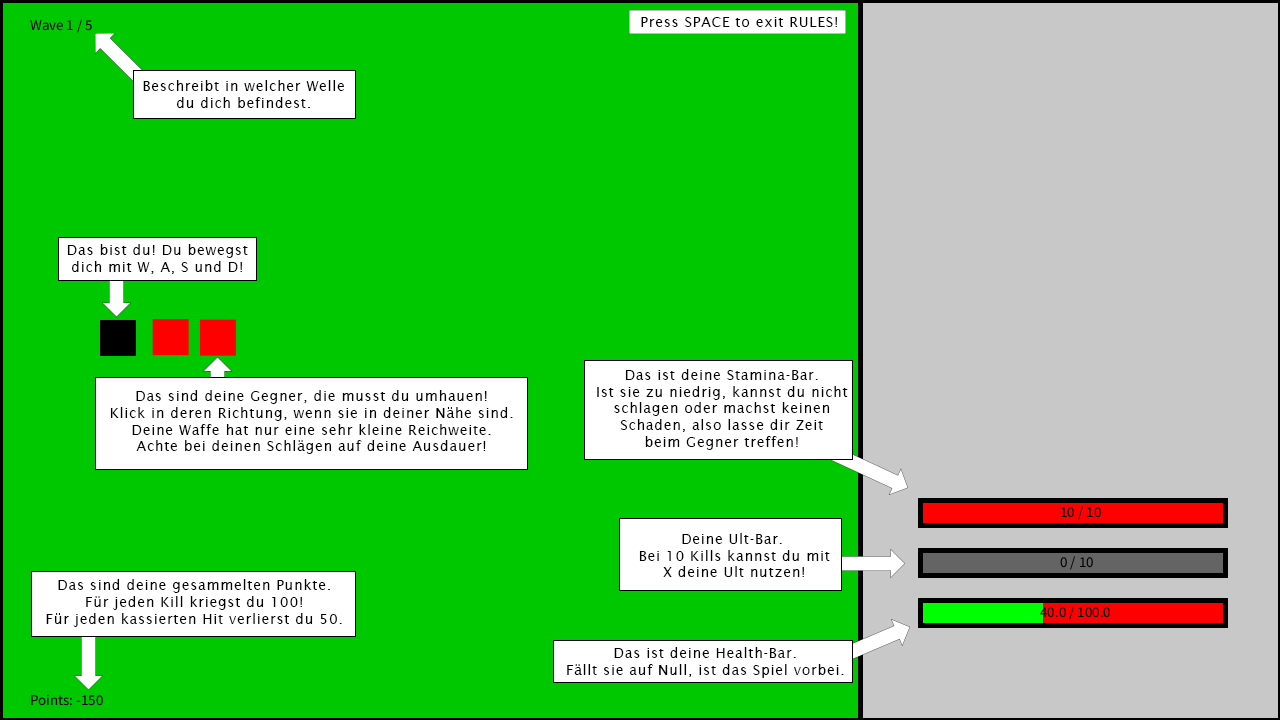 Wave 1 / 5
Press SPACE to exit RULES!
Beschreibt in welcher Welle
du dich befindest.
Das bist du! Du bewegst
dich mit W, A, S und D!
Das sind deine Gegner, die musst du umhauen!
Klick in deren Richtung, wenn sie in deiner Nähe sind.
Deine Waffe hat nur eine sehr kleine Reichweite.
Achte bei deinen Schlägen auf deine Ausdauer!
Das ist deine Stamina-Bar.
Ist sie zu niedrig, kannst du nicht
schlagen oder machst keinen
Schaden, also lasse dir Zeit
beim Gegner treffen!
10 / 10
Deine Ult-Bar.
Bei 10 Kills kannst du mit
X deine Ult nutzen!
0 / 10
Das sind deine gesammelten Punkte.
Für jeden Kill kriegst du 100!
Für jeden kassierten Hit verlierst du 50.
40.0 / 100.0
Das ist deine Health-Bar.
Fällt sie auf Null, ist das Spiel vorbei.
Points: -150